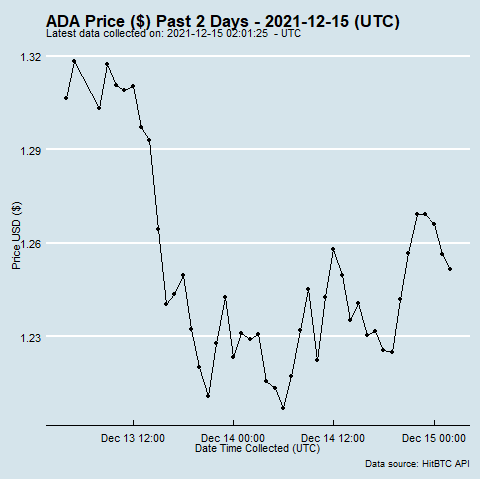 ADA Price ($) Past 2 Days - 2021-12-15 (UTC)
Latest data collected on: 2021-12-15 02:01:25 - UTC
1.32
1.29
1.26
1.23
Price USD ($)
Dec 13 12:00 Dec 14 00:00 Dec 14 12:00 Dec 15 00:00
Date Time Collected (UTC)
Data source: HitBTC API